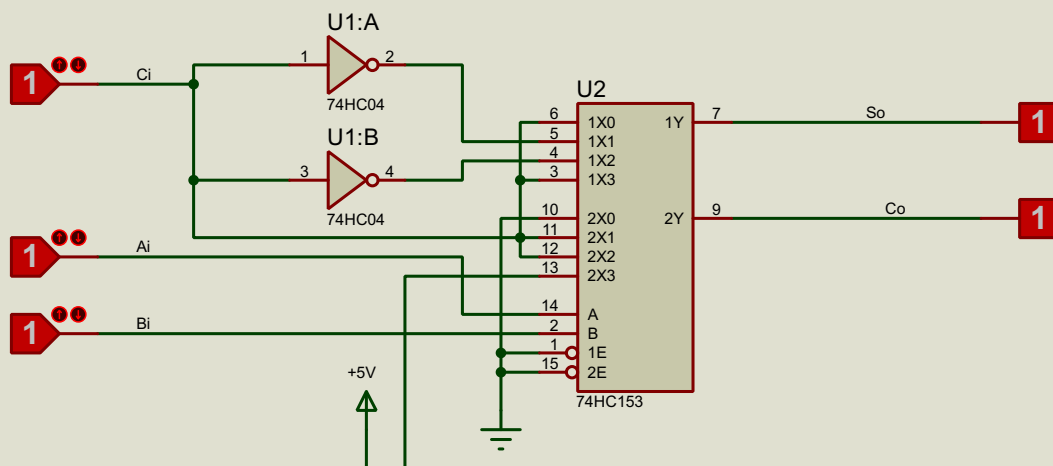 U1:A
1
Ci
1
2
74HC04
U1:B
3
4
74HC04
U2
6
1X0
1Y
7
So
1
5
1X1
4
1X2
3
1X3
10
2X0
2Y
9
Co
1
11
2X1
12
2X2
13
2X3
1
Ai
14
A
1
Bi
2
B
1
1E
15
2E
74HC153
+5V